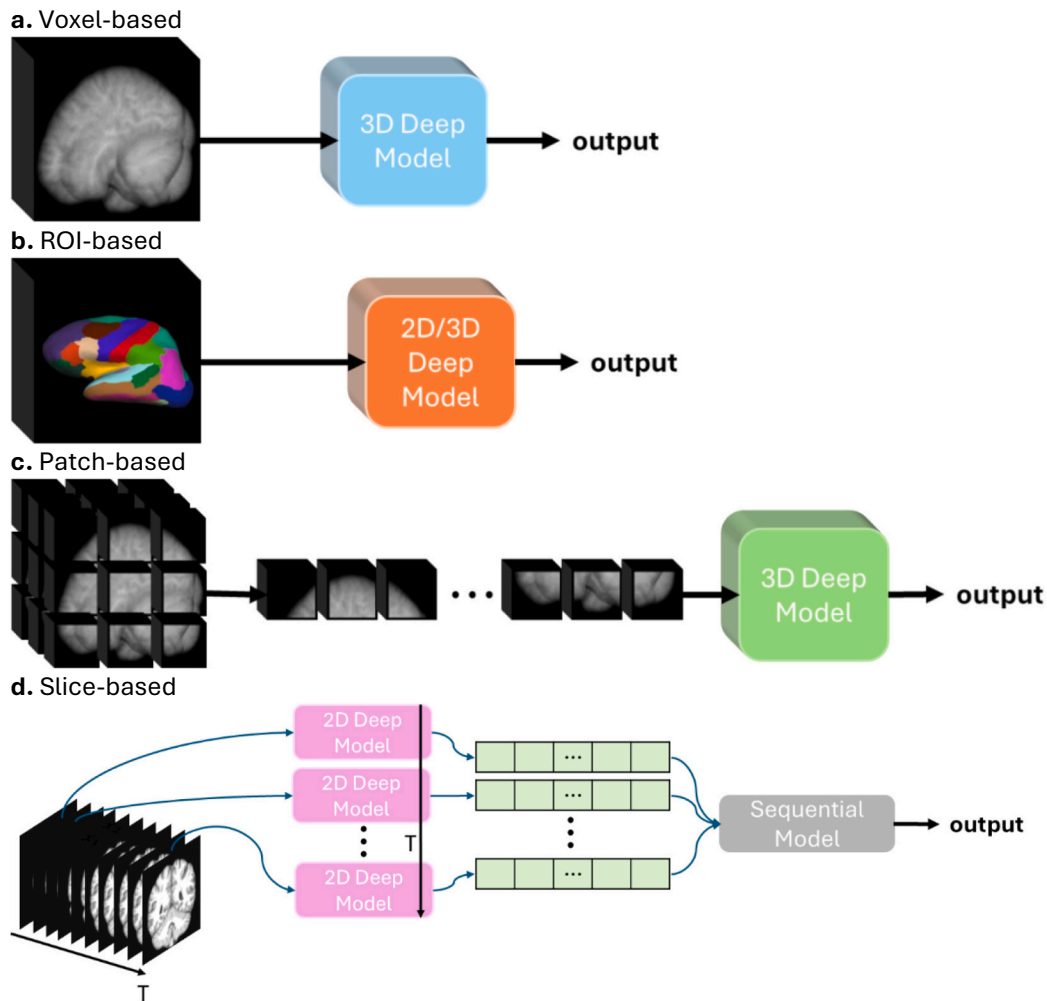 a. Voxel-based
3D Deep
Model
output
b. ROI-based
2D/3D
Deep
Model
output
c. Patch-based
...
3D Deep
Model
output
d. Slice-based
2D Deep
Model
...
2D Deep
Model
...
T
2D Deep
Model
...
Sequential
Model
output
T